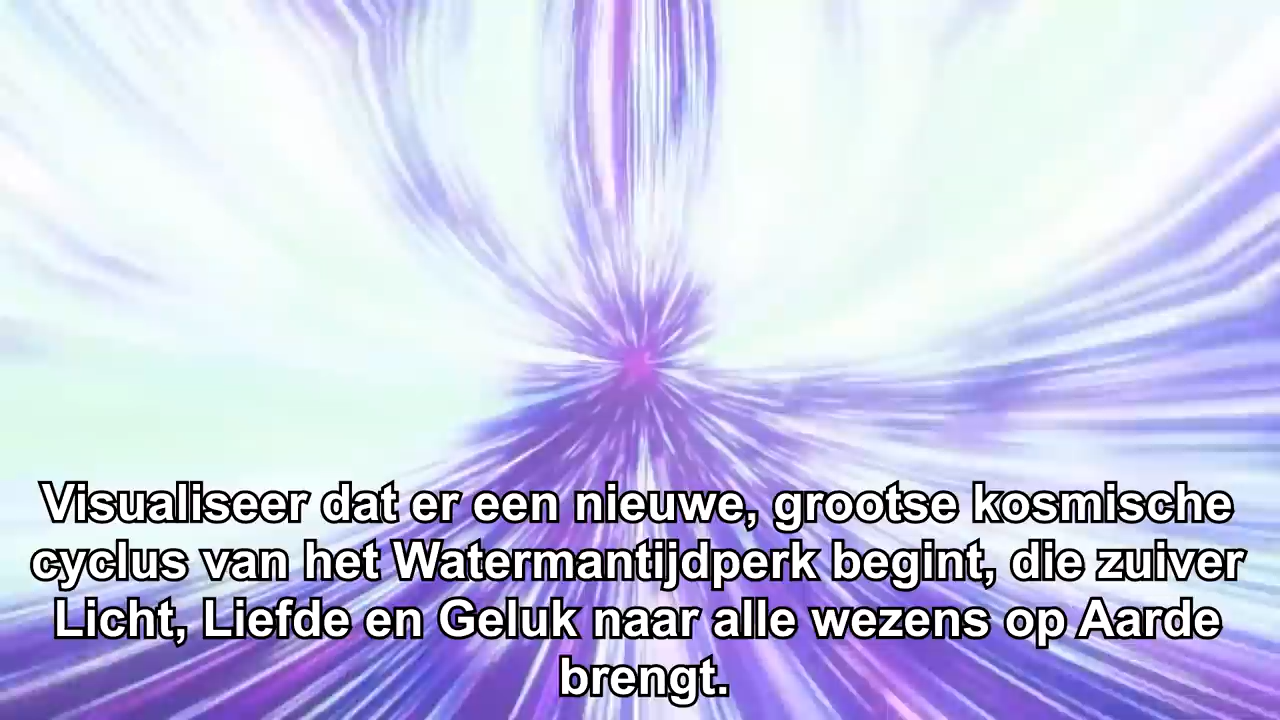 Visualiseer dat er een nieuwe, grootse kosmische
cyclus van het Watermantijdperk begint, die zuiver
Licht, Liefde en Geluk naar alle wezens op Aarde
brengt.